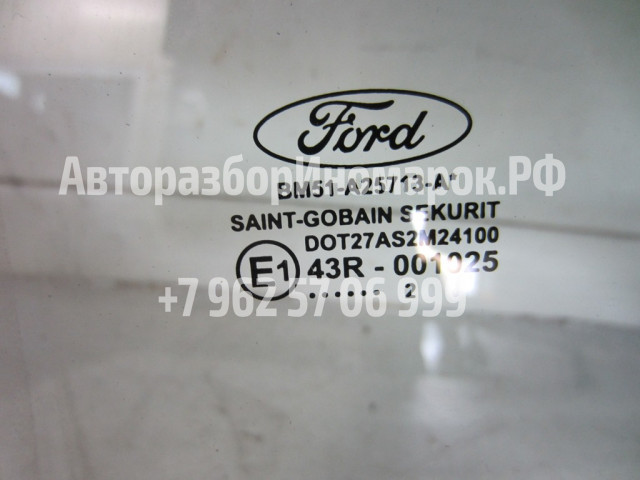 Ford
АвторазборИномарок.РФ
BM51-A25713-A*
SAINT-GOBAIN SEKURIT
DOT27AS2M24100
E1 43R - 001025
...... 2
+7 962 57 06 999